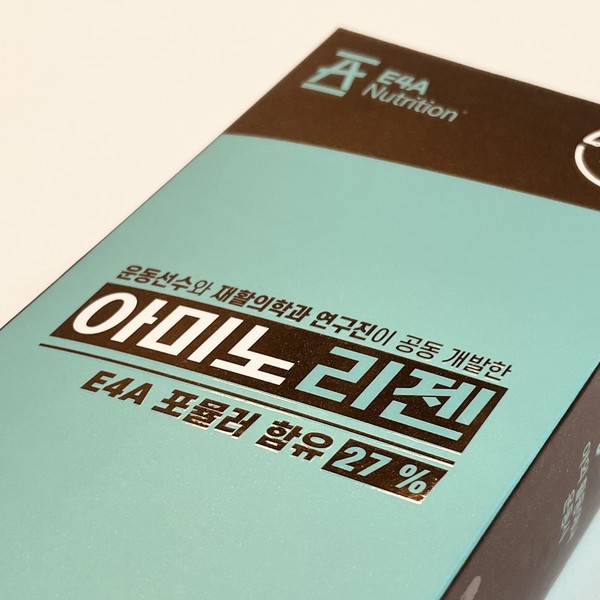 E4A
Nutrition
운동선수와 재활의학과 연구진이 공동 개발한
아미노 리젠
E4A 포뮬러 함유 27 %